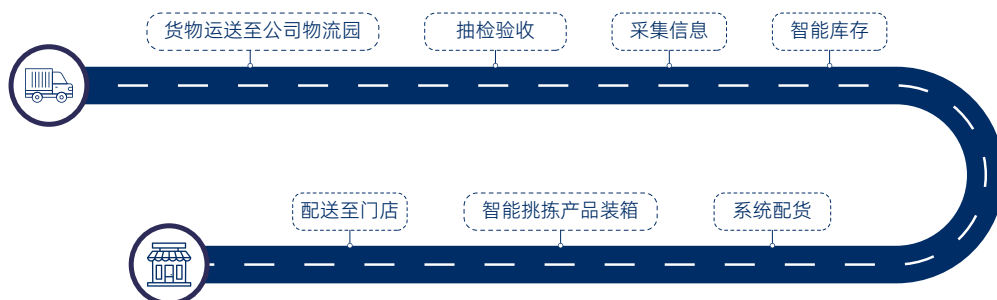 货物运送至公司物流园
抽检验收
采集信息
智能库存
系统配货
智能挑拣产品装箱
配送至门店